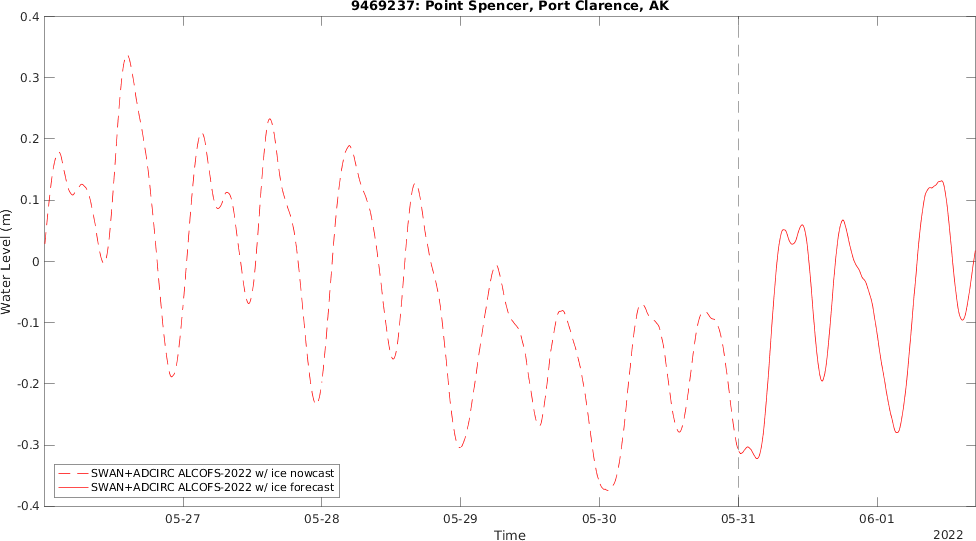 9469237: Point Spencer, Port Clarence, AK
0.4
0.3
0.2
0.1
0
-0.1
-0.2
-0.3
-0.4
Water Level (m)
SWAN+ADCIRC ALCOFS-2022 w/ ice nowcast
SWAN+ADCIRC ALCOFS-2022 w/ ice forecast
05-27 05-28 05-29 05-30 05-31 06-01
Time
2022